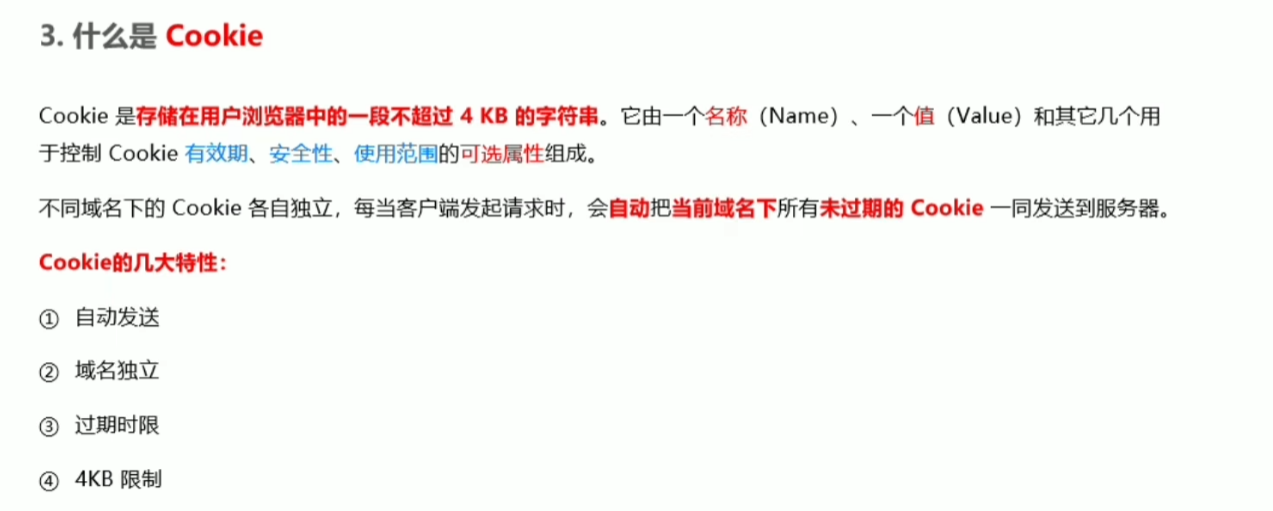 3. 什么是 Cookie
Cookie 是存储在用户浏览器中的一段不超过 4 KB 的字符串。它由一个名称（Name）、一个值（Value）和其它几个用
于控制 Cookie 有效期、安全性、使用范围的可选属性组成。
不同域名下的 Cookie 各自独立，每当客户端发起请求时，会自动把当前域名下所有未过期的 Cookie 一同发送到服务器。
Cookie的几大特性：
① 自动发送
② 域名独立
③ 过期时限
④ 4KB 限制